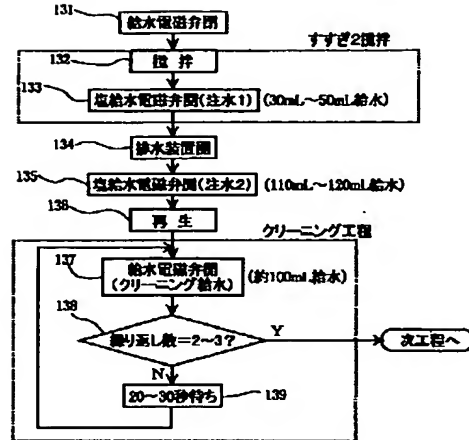 131
給水電磁弁開
すすぎ2攪拌
132
攪拌
133
塩給水電磁弁開(注水1)
(30mL~50mL給水)
134
排水装置開
135
塩給水電磁弁開(注水2)
(110mL~120mL給水)
136
再生
クリーニング工程
137
給水電磁弁開
(クリーニング給水)
(約100mL給水)
138
繰り返し数=2~3?
Y
次工程へ
N
20~30秒待ち
139